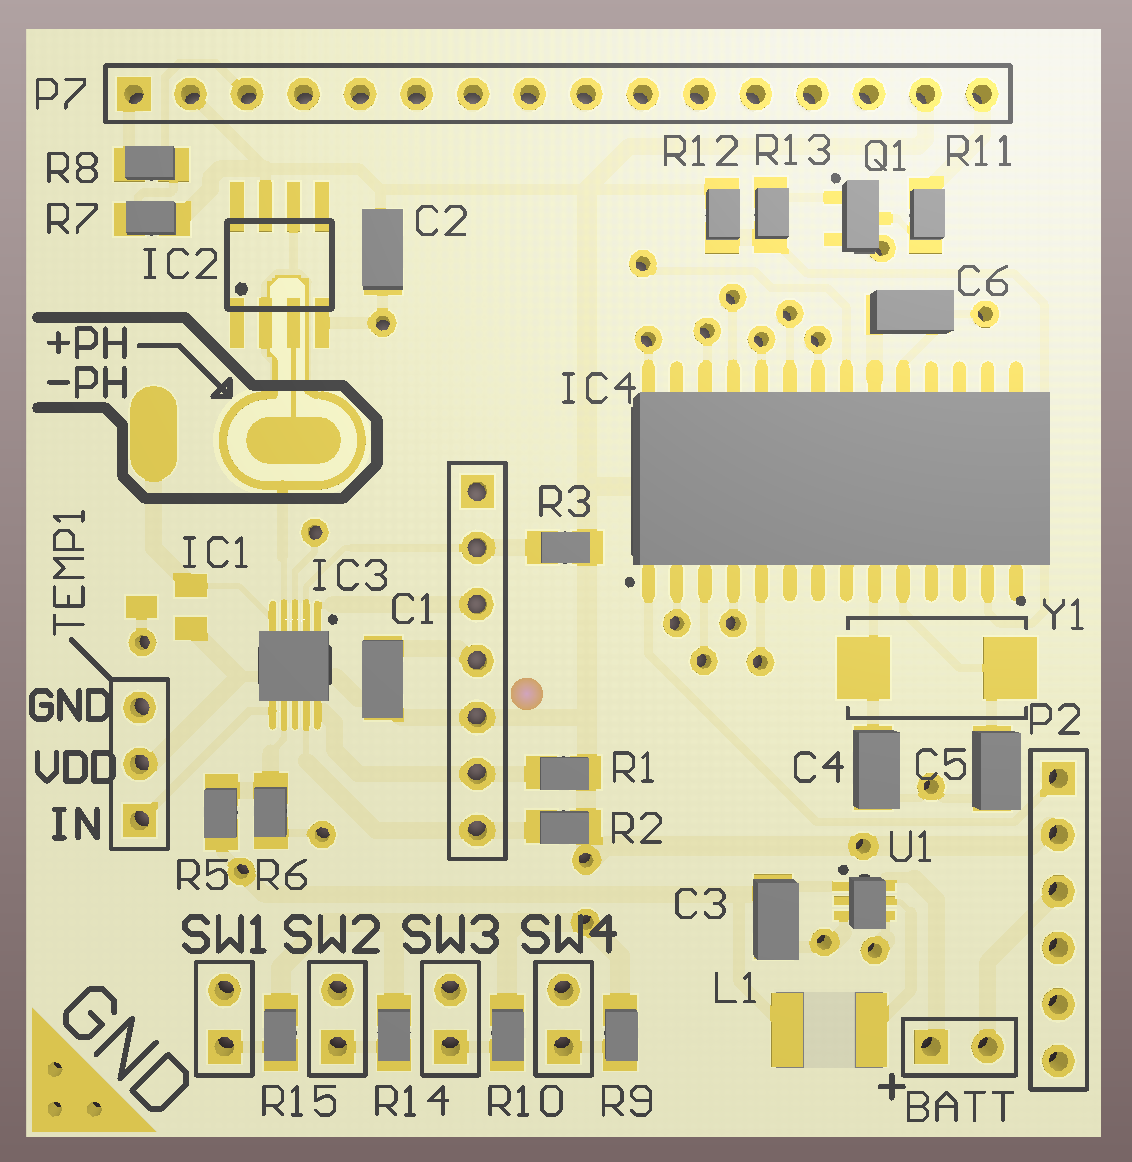 P7
R12 R13 Q1 R11
R8
R7
IC2
C2
C6
+PH
-PH
IC4
R3
TEMP1
IC1
IC3
C1
Y1
GND
VDD
IN
P2
R1
C4
C5
R2
R5 R6
U1
C3
SW1 SW2 SW3 SW4
L1
GND
R15 R14 R10 R9
+
BATT